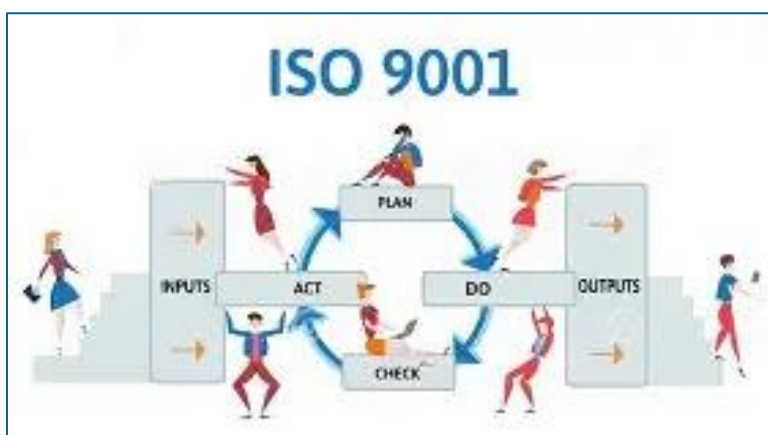 ISO 9001
PLAN
INPUTS
ACT
DO
OUTPUTS
CHECK